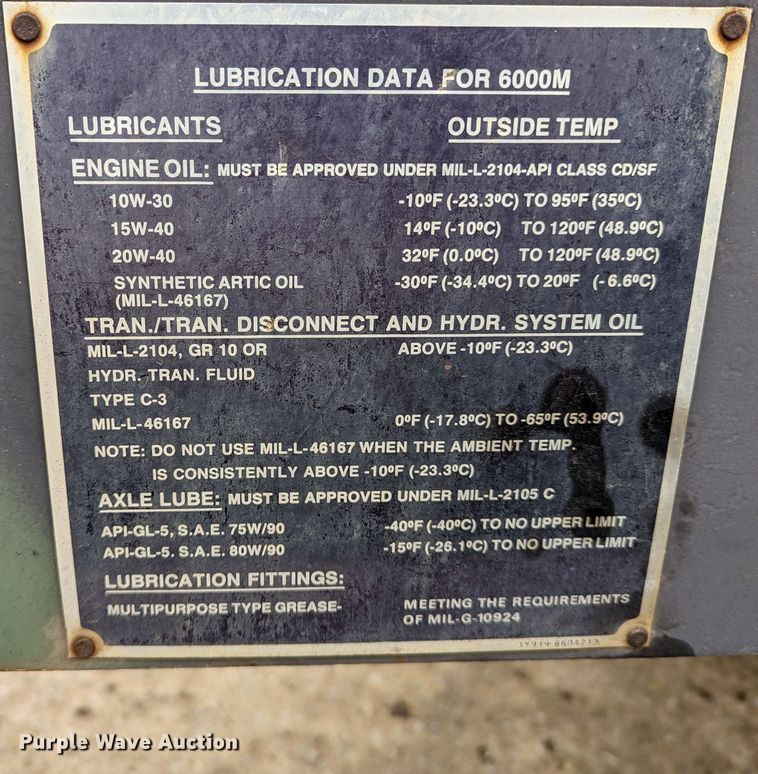 LUBRICATION DATA FOR 6000M
LUBRICANTS OUTSIDE TEMP
ENGINE OIL: MUST BE APPROVED UNDER MIL-L-2104-API CLASS CD/SF
10W-30 -10ºF (-23.3ºC) TO 95ºF (35ºC)
15W-40 14ºF (-10ºC) TO 120ºF (48.9ºC)
20W-40 32ºF (0.0ºC) TO 120ºF (48.9ºC)
SYNTHETIC ARTIC OIL -30ºF (-34.4ºC) TO 20ºF (-6.6ºC)
(MIL-L-46167)
TRAN./TRAN. DISCONNECT AND HYDR. SYSTEM OIL
MIL-L-2104, GR 10 OR ABOVE -10ºF (-23.3ºC)
HYDR. TRAN. FLUID
TYPE C-3
MIL-L-46167 0ºF (-17.8ºC) TO -65ºF (53.9ºC)
NOTE: DO NOT USE MIL-L-46167 WHEN THE AMBIENT TEMP.
IS CONSISTENTLY ABOVE -10ºF (-23.3ºC)
AXLE LUBE: MUST BE APPROVED UNDER MIL-L-2105 C
API-GL-5, S.A.E. 75W/90 -40ºF (-40ºC) TO NO UPPER LIMIT
API-GL-5. S.A.E. 80W/90 -15ºF (-26.1ºC) TO NO UPPER LIMIT
LUBRICATION FITTINGS:
MULTIPURPOSE TYPE GREASE- MEETING THE REQUIREMENTS
OF MIL-G-10924
Purple Wave Auction